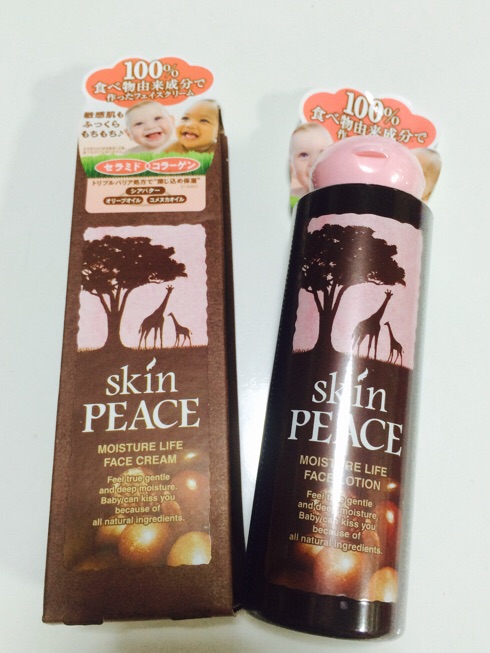 100%
食べ物由来成分で
作ったフェイスクリーム
敏感肌も
ふっくら
もちもち♪
セラミド
コラーゲン
トリプルバリア処方で"閉じ込め保湿"
シアバター
オリーブオイル
コメヌカオイル
skin
PEACE
MOISTURE LIFE
FACE CREAM
Feel true gentle
and deep moisture.
Baby can kiss you
because of
all natural ingredients.
100%
食べ物由来成分で
作
skin
PEACE
MOISTURE LIFE
FACE LOTION
Feel true gentle
and deep moisture.
Baby can kiss you
because of
all natural ingredients.